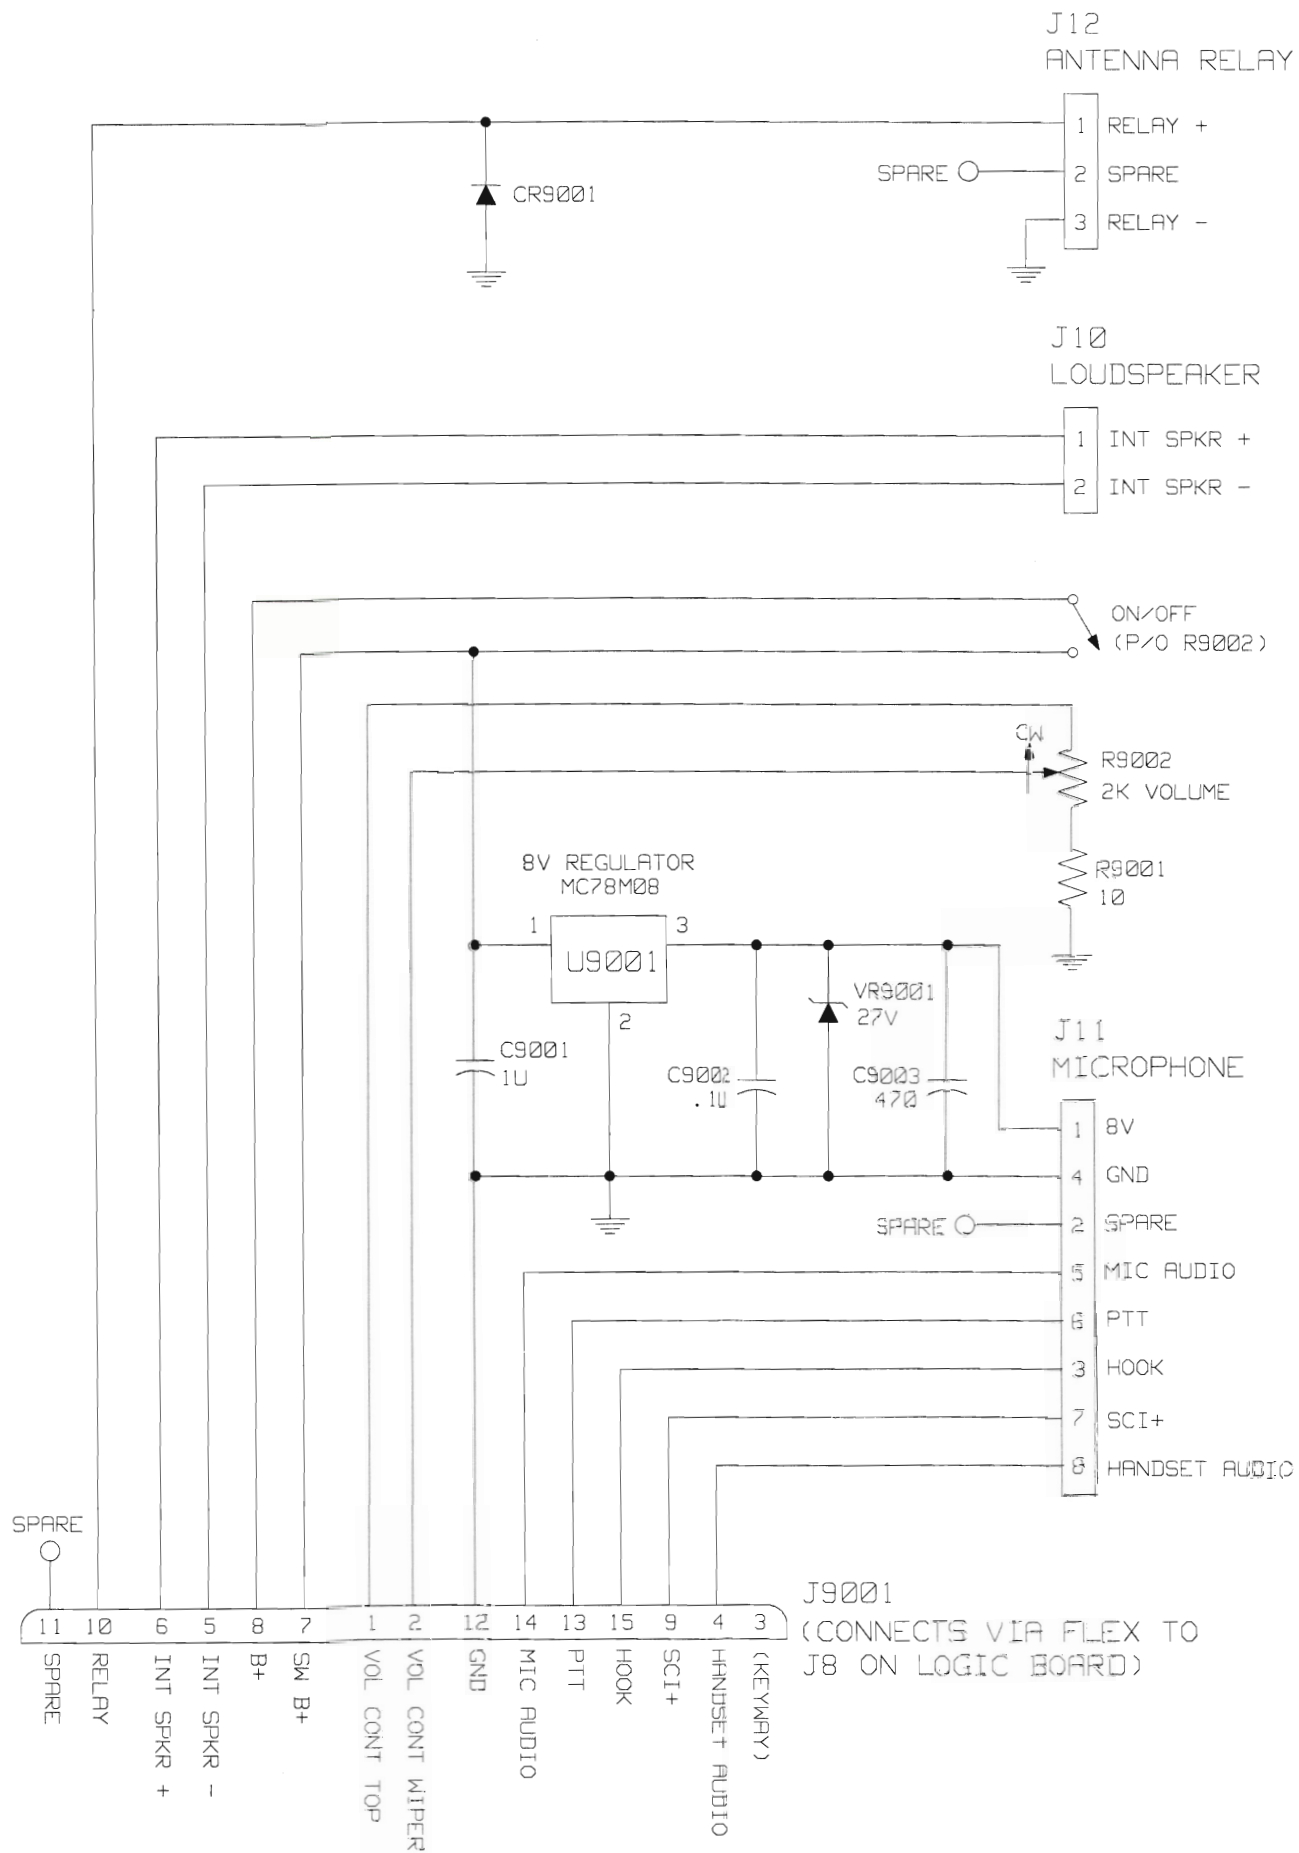 J12
ANTENNA RELAY
1 RELAY +
SPARE 2 SPARE
3 RELAY -
CR9001
J10
LOUDSPEAKER
1 INT SPKR +
2 INT SPKR -
ON/OFF
(P/O R9002)
CW
R9002
2K VOLUME
8V REGULATOR
MC78M08
R9001
10
1 U9001 3
2
VR9001
27V
C9001
1U
C9002
.1U
C9003
470
J11
MICROPHONE
1 8V
4 GND
SPARE 2 SPARE
5 MIC AUDIO
6 PTT
3 HOOK
7 SCI+
8 HANDSET AUDIO
SPARE
J9001
(CONNECTS VIA FLEX TO
J8 ON LOGIC BOARD)
11 10 6 5 8 7 1 2 12 14 13 15 9 4 3
SPARE
RELAY
INT SPKR +
INT SPKR -
B+
SW B+
VOL CONT TOP
VOL CONT WIPER
GND
MIC AUDIO
PTT
HOOK
SCI+
HANDSET AUDIO
(KEYWAY)